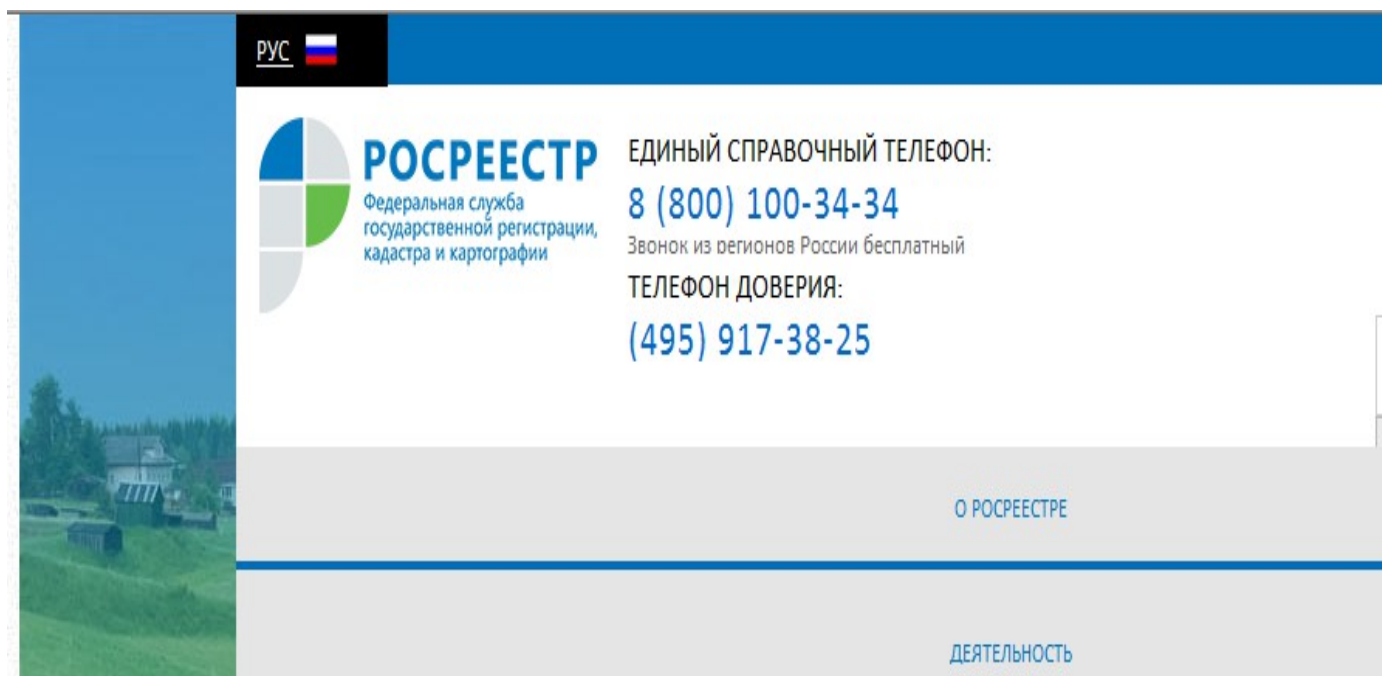 РУС
РОСРЕЕСТР
Федеральная служба
государственной регистрации,
кадастра и картографии
ЕДИНЫЙ СПРАВОЧНЫЙ ТЕЛЕФОН:
8 (800) 100-34-34
Звонок из регионов России бесплатный
ТЕЛЕФОН ДОВЕРИЯ:
(495) 917-38-25
О РОСРЕЕСТРЕ
ДЕЯТЕЛЬНОСТЬ